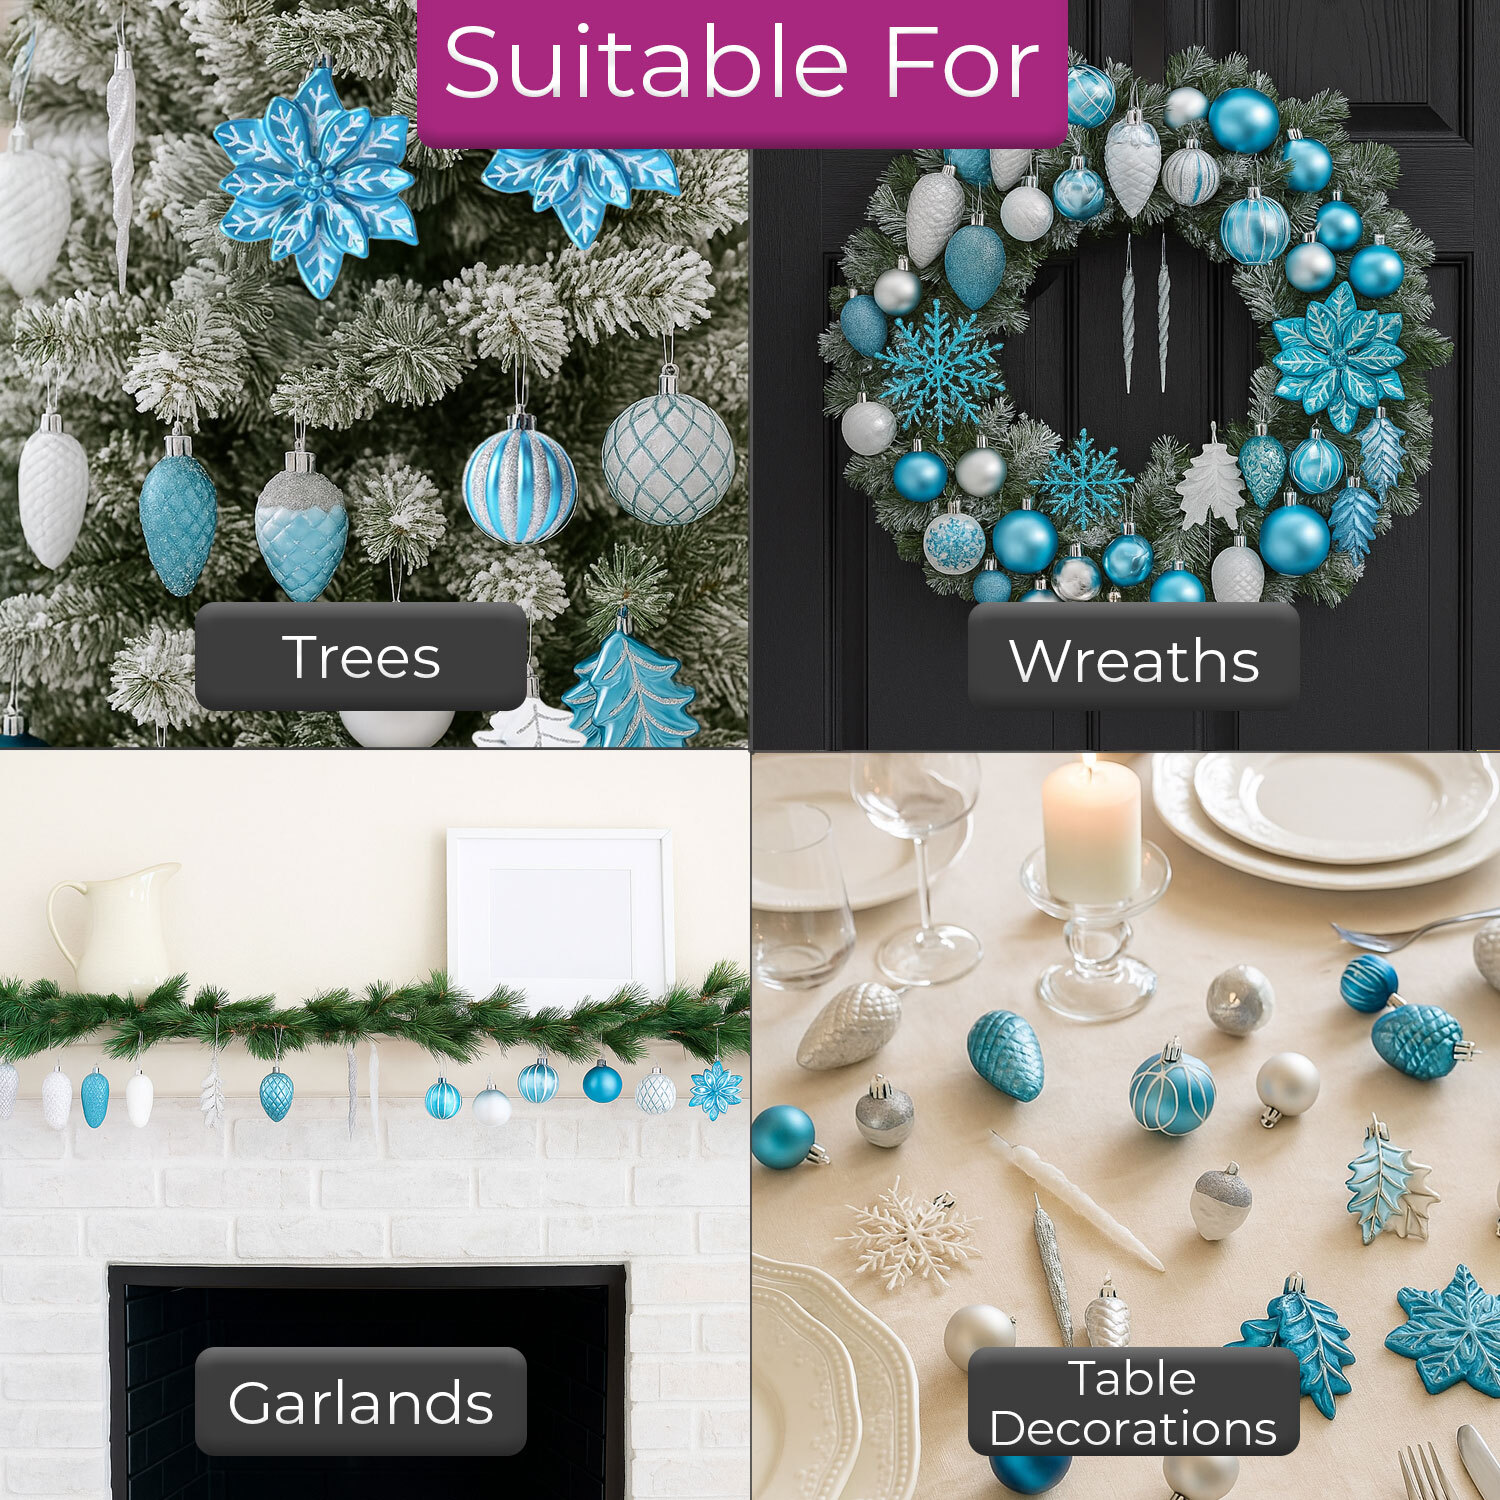 Suitable For
Trees
Wreaths
Garlands
Table
Decorations